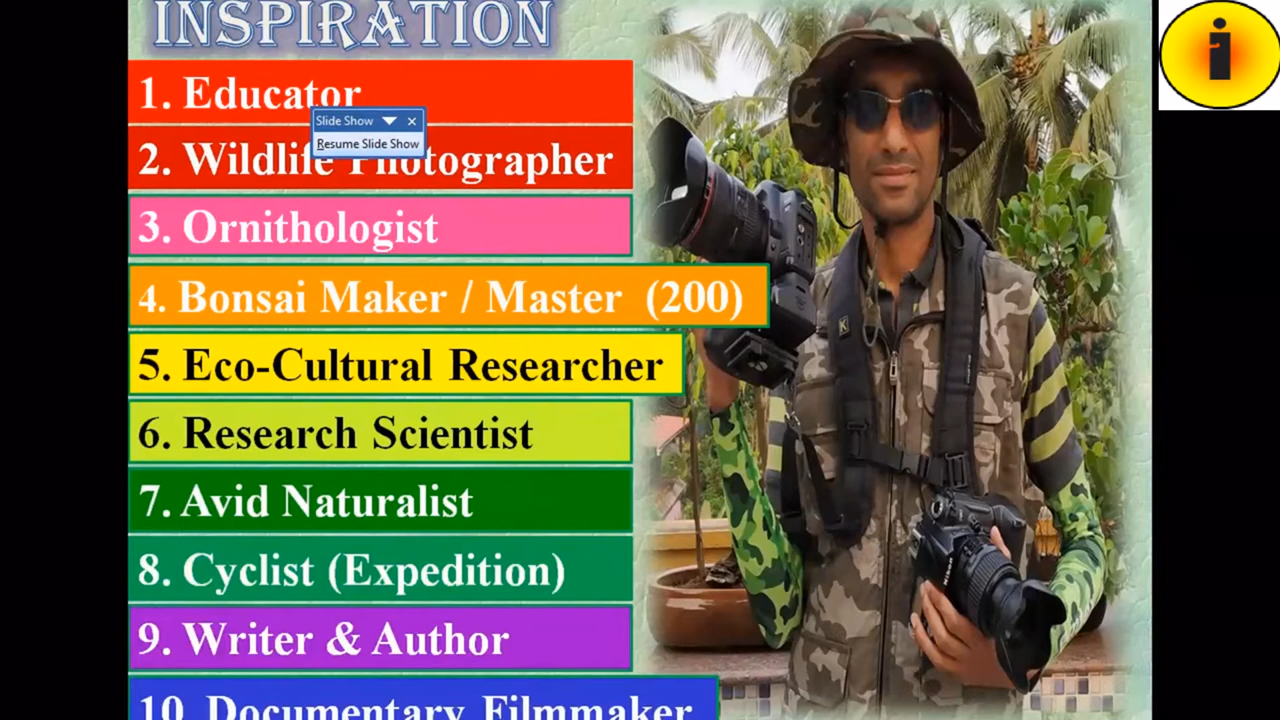 INSPIRATION
1. Educator
Slide Show
Resume Slide Show
2. Wildlife Photographer
3. Ornithologist
4. Bonsai Maker / Master (200)
5. Eco-Cultural Researcher
6. Research Scientist
7. Avid Naturalist
8. Cyclist (Expedition)
9. Writer & Author
10. Documentary Filmmaker
i
K
Nikon